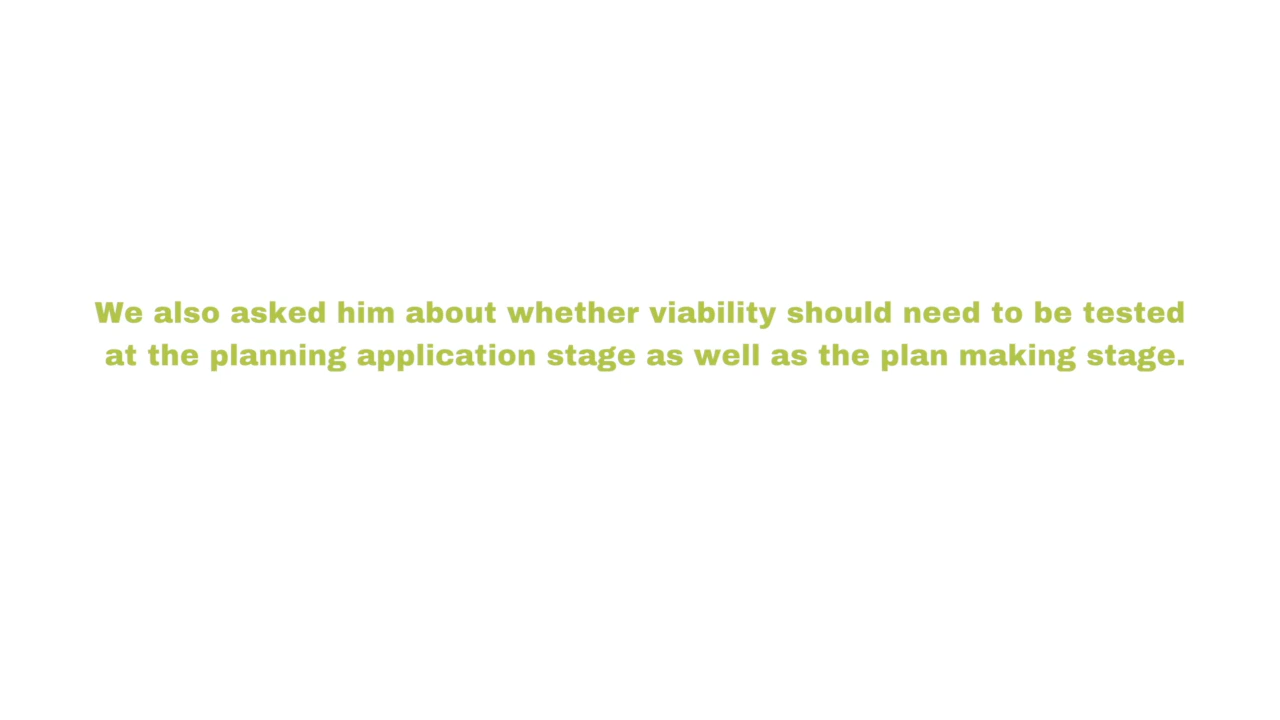 We also asked him about whether viability should need to be tested
at the planning application stage as well as the plan making stage.